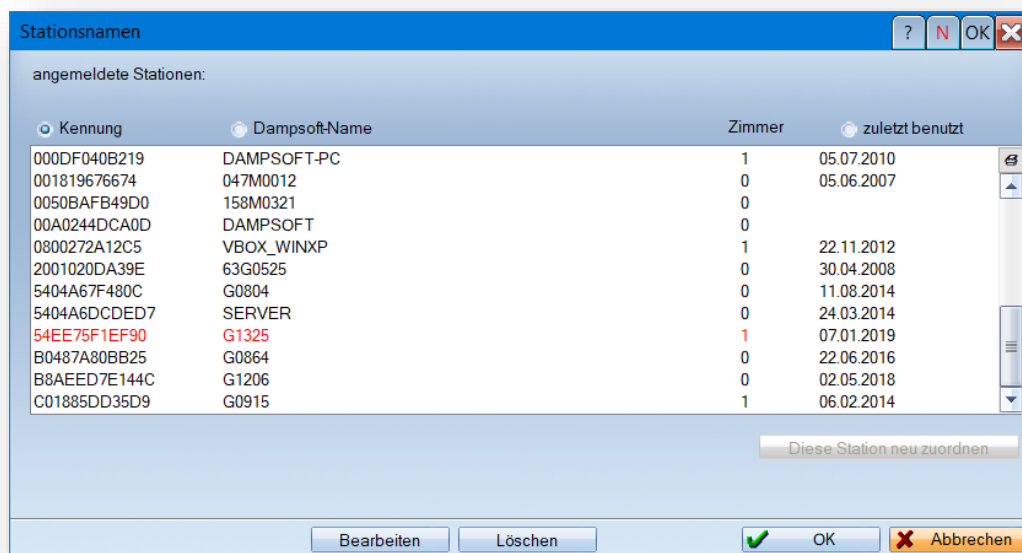 Stationsnamen ? N OK X
angemeldete Stationen:
Kennung Dampsoft-Name Zimmer zuletzt benutzt
000DF040B219 DAMPSOFT-PC 1 05.07.2010
001819676674 047M0012 0 05.06.2007
0050BAFB49D0 158M0321 0
00A0244DCA0D DAMPSOFT 0
0800272A12C5 VBOX_WINXP 1 22.11.2012
2001020DA39E 63G0525 0 30.04.2008
5404A67F480C G0804 0 11.08.2014
5404A6DCDED7 SERVER 0 24.03.2014
54EE75F1EF90 G1325 1 07.01.2019
B0487A80BB25 G0864 0 22.06.2016
B8AEED7E144C G1206 0 02.05.2018
C01885DD35D9 G0915 1 06.02.2014
Diese Station neu zuordnen
Bearbeiten Löschen OK Abbrechen